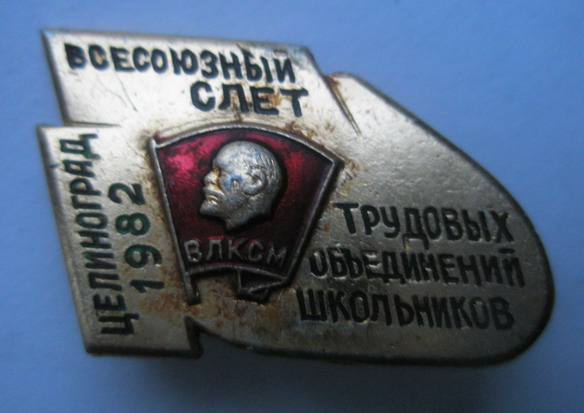 ВСЕСОЮЗНЫЙ
СЛЕТ
ЦЕЛИНОГРАД
1982
ВЛКСМ
ТРУДОВЫХ
ОБЪЕДИНЕНИЙ
ШКОЛЬНИКОВ